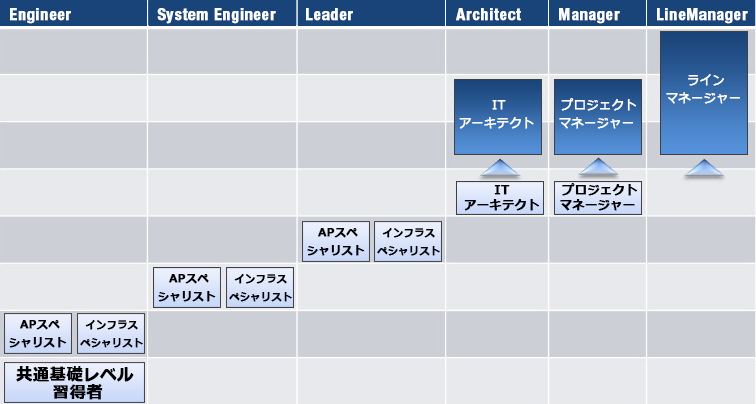 Engineer
System Engineer
Leader
Architect
Manager
LineManager
ライン
マネージャー
IT
アーキテクト
プロジェクト
マネージャー
IT
アーキテクト
プロジェクト
マネージャー
APスペ
シャリスト
インフラス
ペシャリスト
APスペ
シャリスト
インフラス
ペシャリスト
APスペ
シャリスト
インフラス
ペシャリスト
共通基礎レベル
習得者